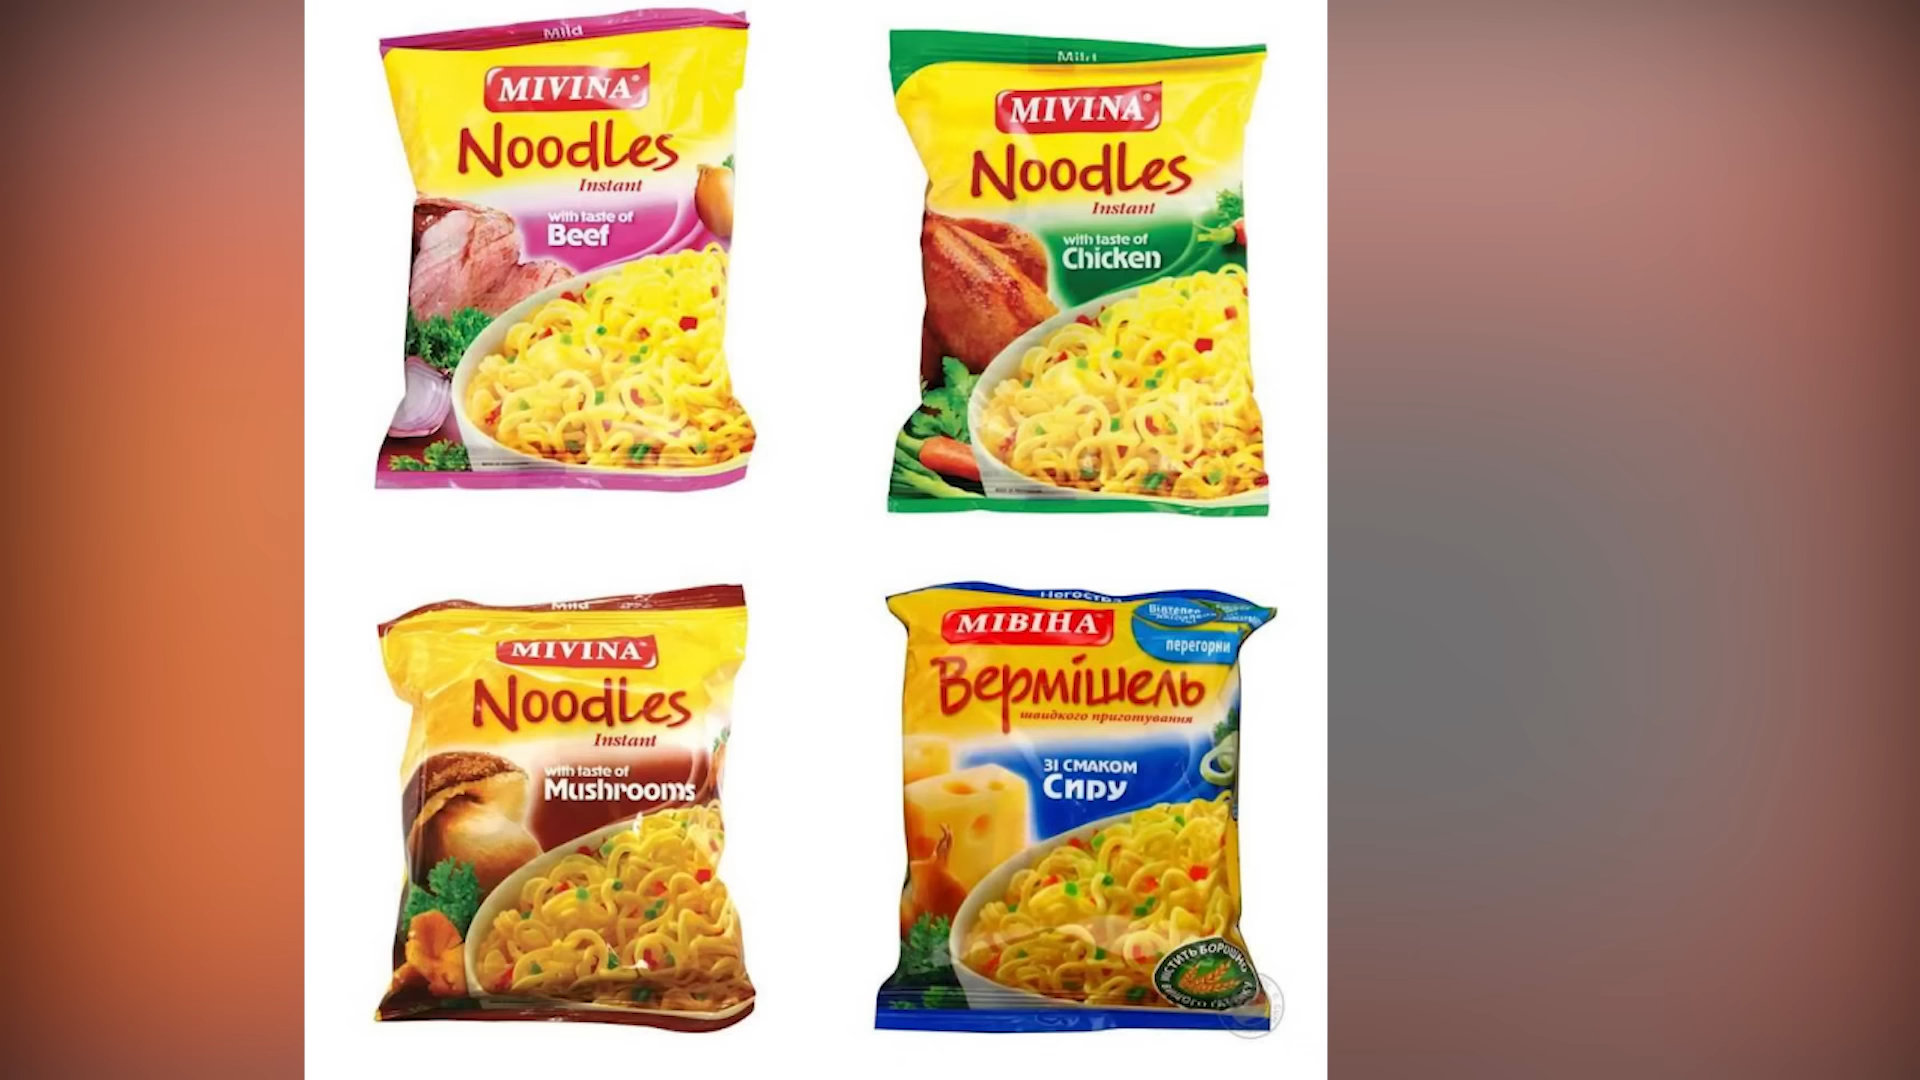 Mild
MIVINA
Noodles
Instant
with taste of
Beef
Mild
MIVINA
Noodles
Instant
with taste of
Chicken
Mild
MIVINA
Noodles
Instant
with taste of
Mushrooms
Негостра
МІВІНА
перегорни
Вермішель
швидкого приготування
ЗІ СМАКОМ
Сиру